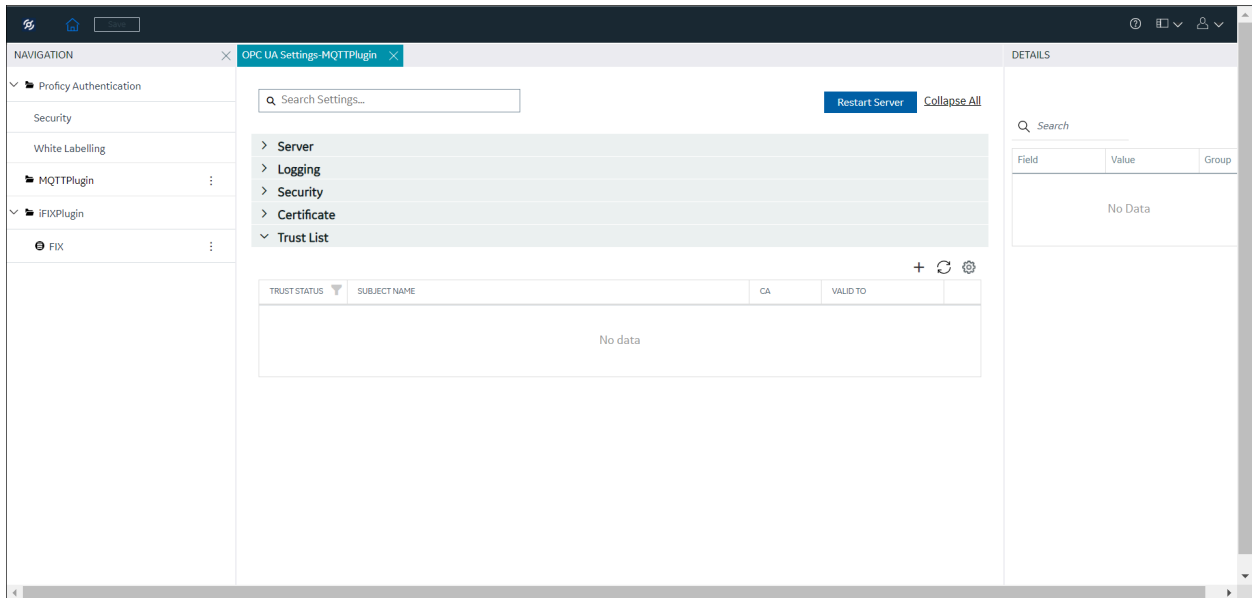 Save
NAVIGATION
OPC UA Settings-MQTTPlugin
DETAILS
Proficy Authentication
Security
White Labelling
MQTTPlugin
iFIXPlugin
FIX
Search Settings...
Restart Server
Collapse All
Server
Logging
Security
Certificate
Trust List
TRUST STATUS SUBJECT NAME CA VALID TO
No data
Search
Field Value Group
No Data